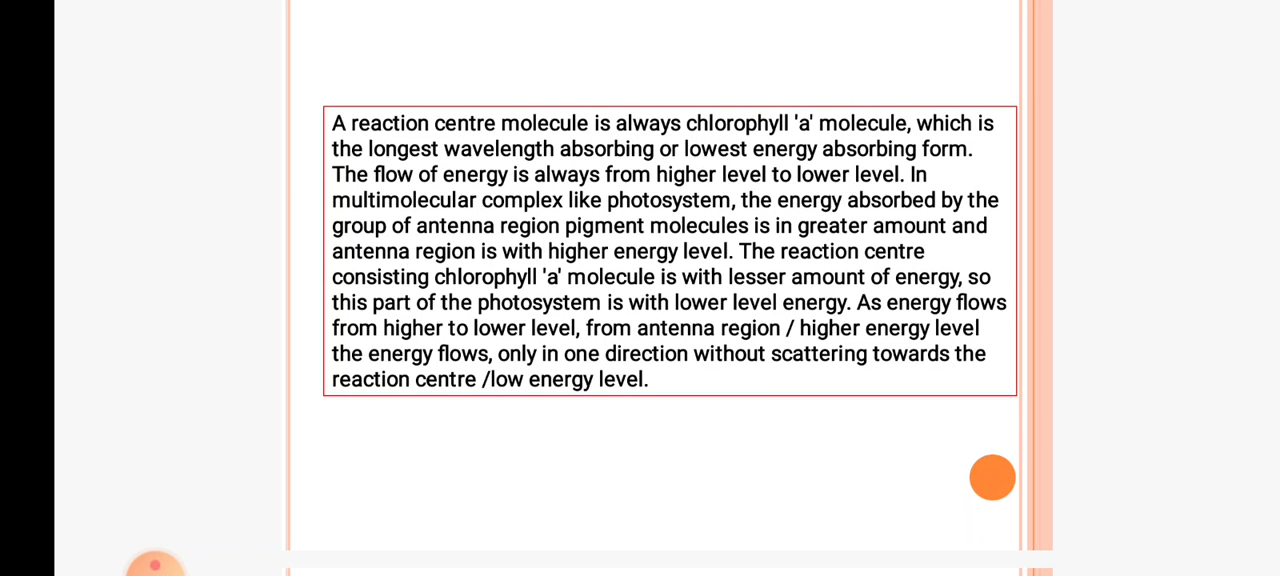 A reaction centre molecule is always chlorophyll 'a' molecule, which is
the longest wavelength absorbing or lowest energy absorbing form.
The flow of energy is always from higher level to lower level. In
multimolecular complex like photosystem, the energy absorbed by the
group of antenna region pigment molecules is in greater amount and
antenna region is with higher energy level. The reaction centre
consisting chlorophyll 'a' molecule is with lesser amount of energy, so
this part of the photosystem is with lower level energy. As energy flows
from higher to lower level, from antenna region / higher energy level
the energy flows, only in one direction without scattering towards the
reaction centre /low energy level.